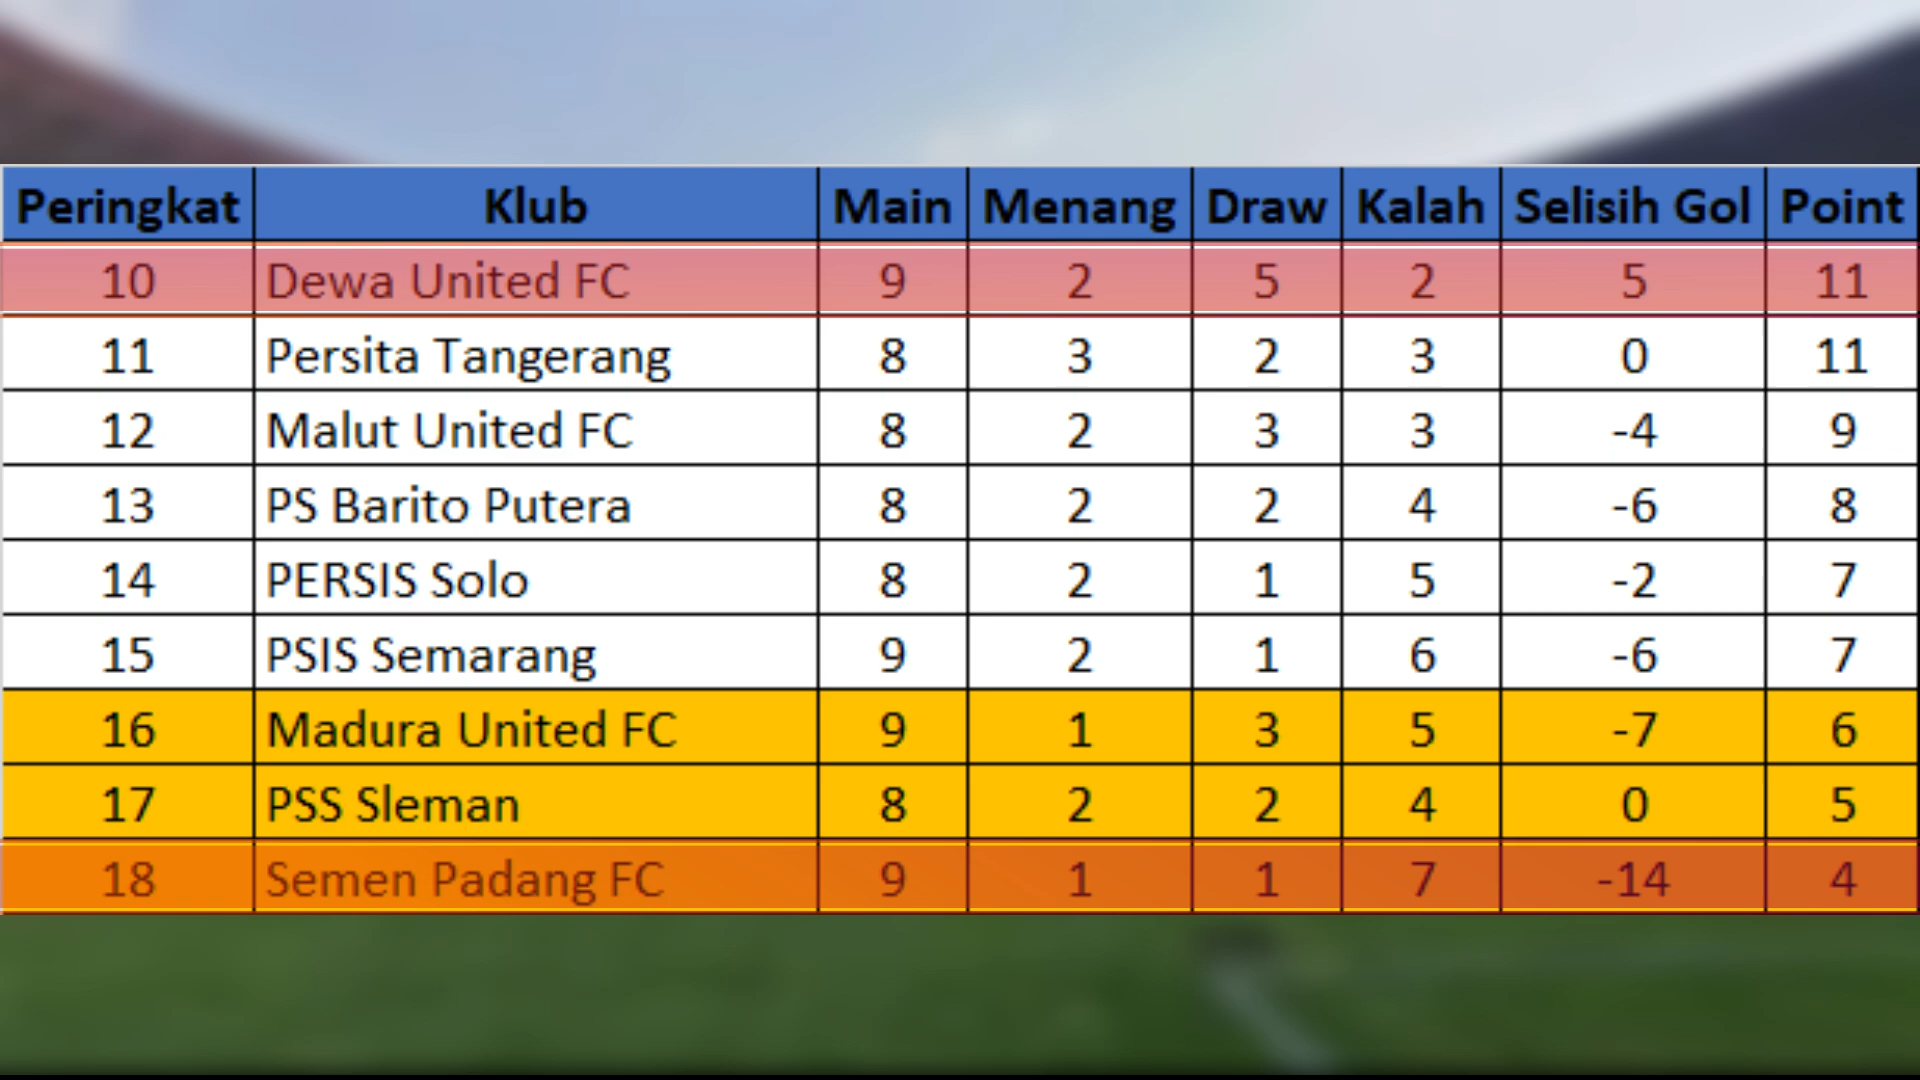 Peringkat Klub Main Menang Draw Kalah Selisih Gol Point
10 Dewa United FC 9 2 5 2 5 11
11 Persita Tangerang 8 3 2 3 0 11
12 Malut United FC 8 2 3 3 -4 9
13 PS Barito Putera 8 2 2 4 -6 8
14 PERSIS Solo 8 2 1 5 -2 7
15 PSIS Semarang 9 2 1 6 -6 7
16 Madura United FC 9 1 3 5 -7 6
17 PSS Sleman 8 2 2 4 0 5
18 Semen Padang FC 9 1 1 7 -14 4